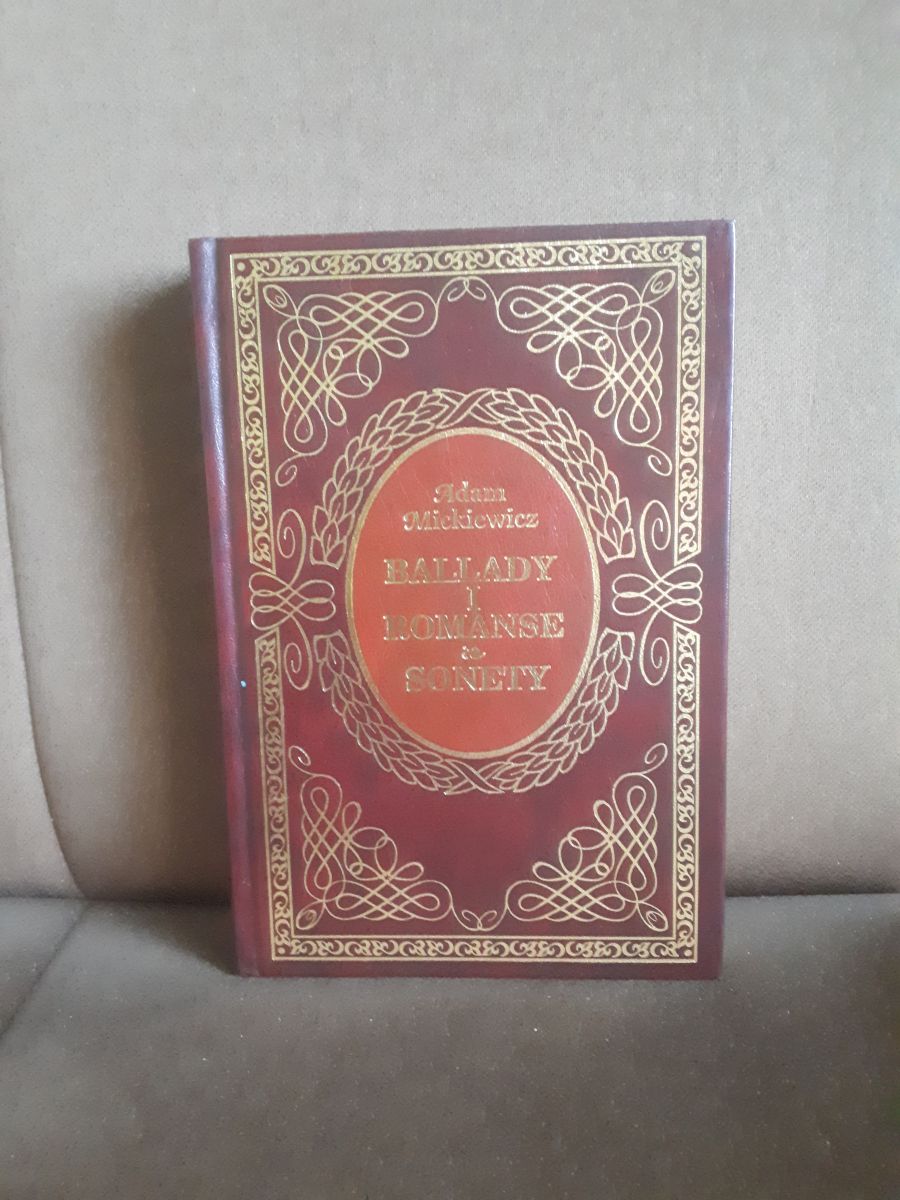 Adam
Mickiewicz
BALLADY
I
ROMANSE
SONETY